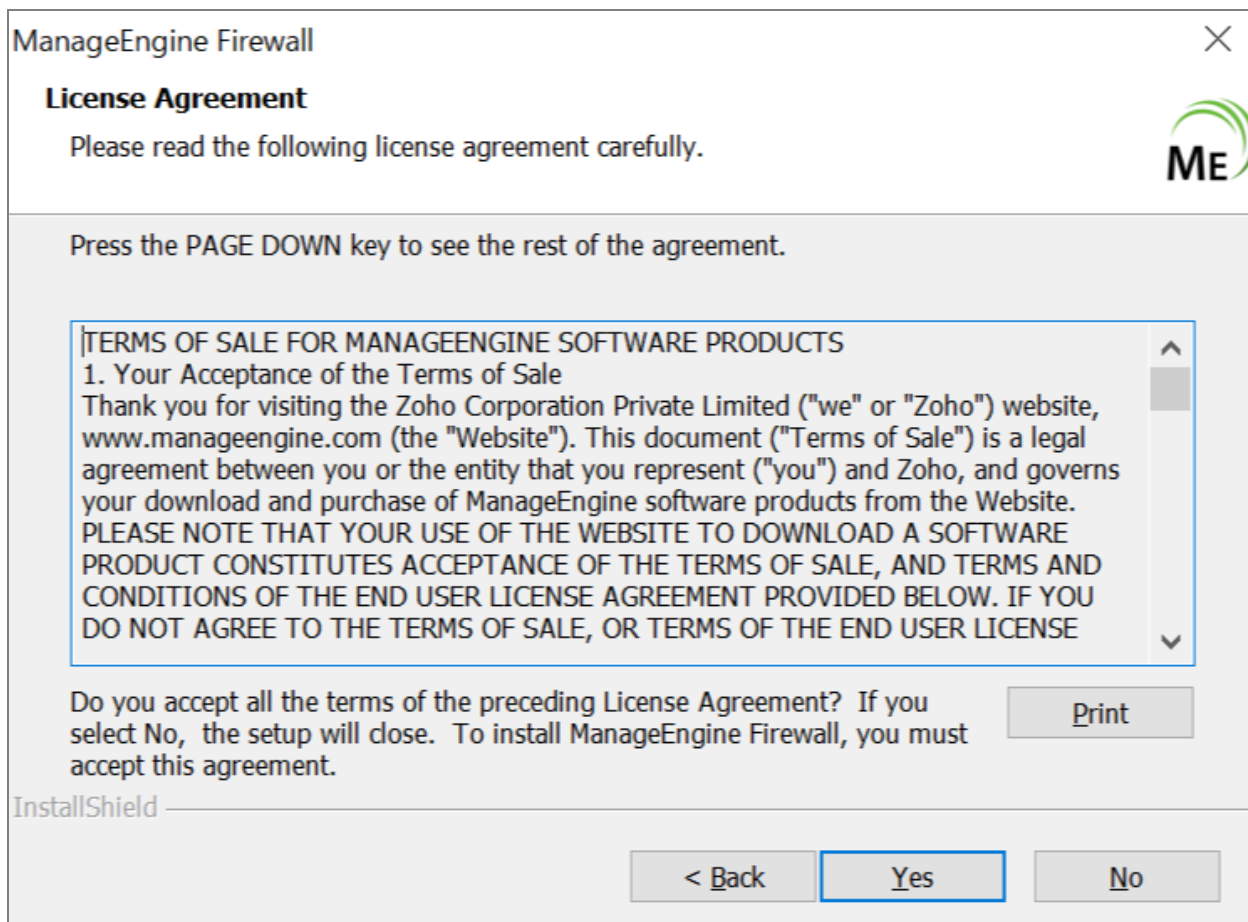 ManageEngine Firewall
License Agreement
Please read the following license agreement carefully.
ME
Press the PAGE DOWN key to see the rest of the agreement.
TERMS OF SALE FOR MANAGEENGINE SOFTWARE PRODUCTS
1. Your Acceptance of the Terms of Sale
Thank you for visiting the Zoho Corporation Private Limited ("we" or "Zoho") website,
www.manageengine.com (the "Website"). This document ("Terms of Sale") is a legal
agreement between you or the entity that you represent ("you") and Zoho, and governs
your download and purchase of ManageEngine software products from the Website.
PLEASE NOTE THAT YOUR USE OF THE WEBSITE TO DOWNLOAD A SOFTWARE
PRODUCT CONSTITUTES ACCEPTANCE OF THE TERMS OF SALE, AND TERMS AND
CONDITIONS OF THE END USER LICENSE AGREEMENT PROVIDED BELOW. IF YOU
DO NOT AGREE TO THE TERMS OF SALE, OR TERMS OF THE END USER LICENSE
Do you accept all the terms of the preceding License Agreement?  If you
select No,  the setup will close.  To install ManageEngine Firewall, you must
accept this agreement.
Print
InstallShield
< Back
Yes
No